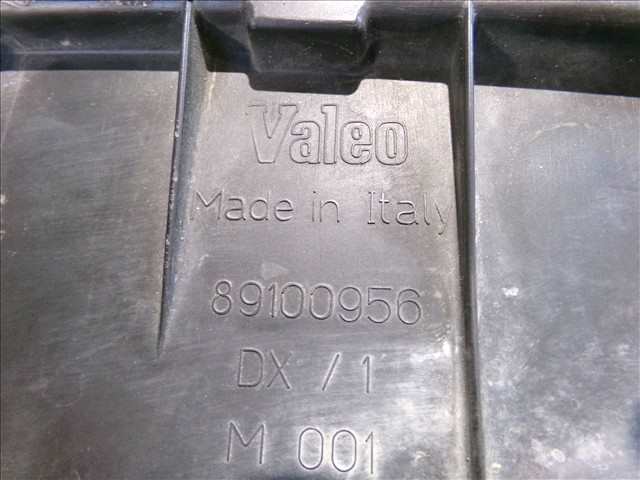 Valeo
Made in Italy
89100956
DX / 1
M 001